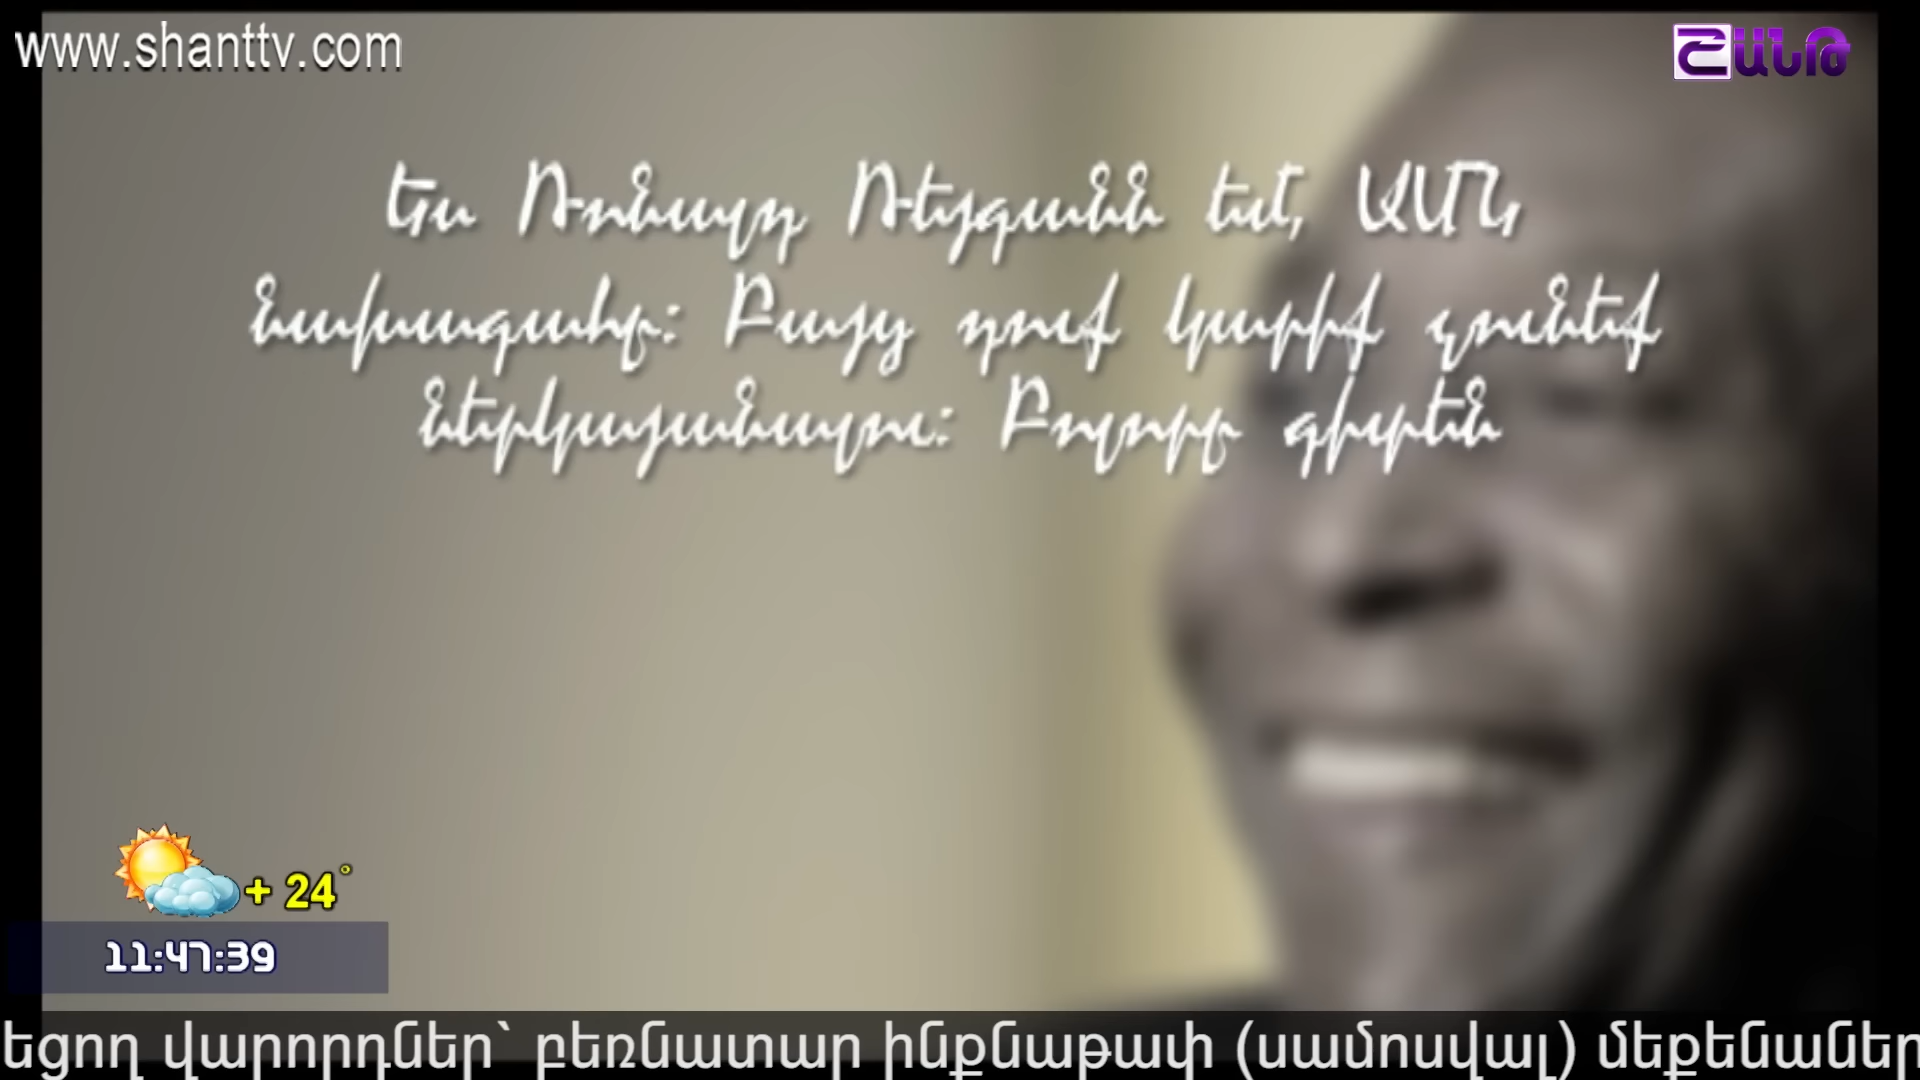 www.shanttv.com
ՇԱՆԹ
Ես Ռոնալդ Ռեյգանն եմ, ԱՄՆ
նախագահը: Բայց դուք կարիք չունեք
ներկայանալու: Բոլորը գիտեն
+ 24°
11:47:39
եցող վարորդներ՝ բեռնատար ինքնաթափ (սամոսվալ) մեքենաներ